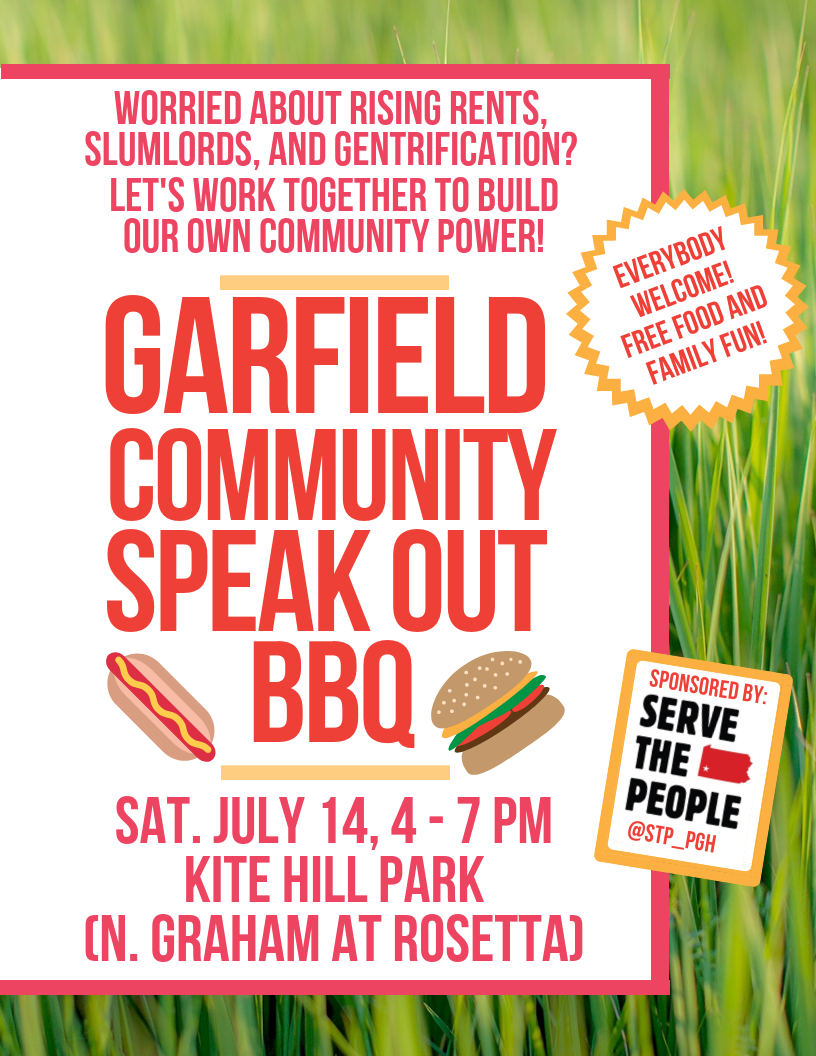 WORRIED ABOUT RISING RENTS,
SLUMLORDS, AND GENTRIFICATION?
LET'S WORK TOGETHER TO BUILD
OUR OWN COMMUNITY POWER!
EVERYBODY
WELCOME!
FREE FOOD AND
FAMILY FUN!
GARFIELD
COMMUNITY
SPEAK OUT
BBQ
SPONSORED BY:
SERVE
THE
PEOPLE
@STP_PGH
SAT. JULY 14, 4 - 7 PM
KITE HILL PARK
(N. GRAHAM AT ROSETTA)